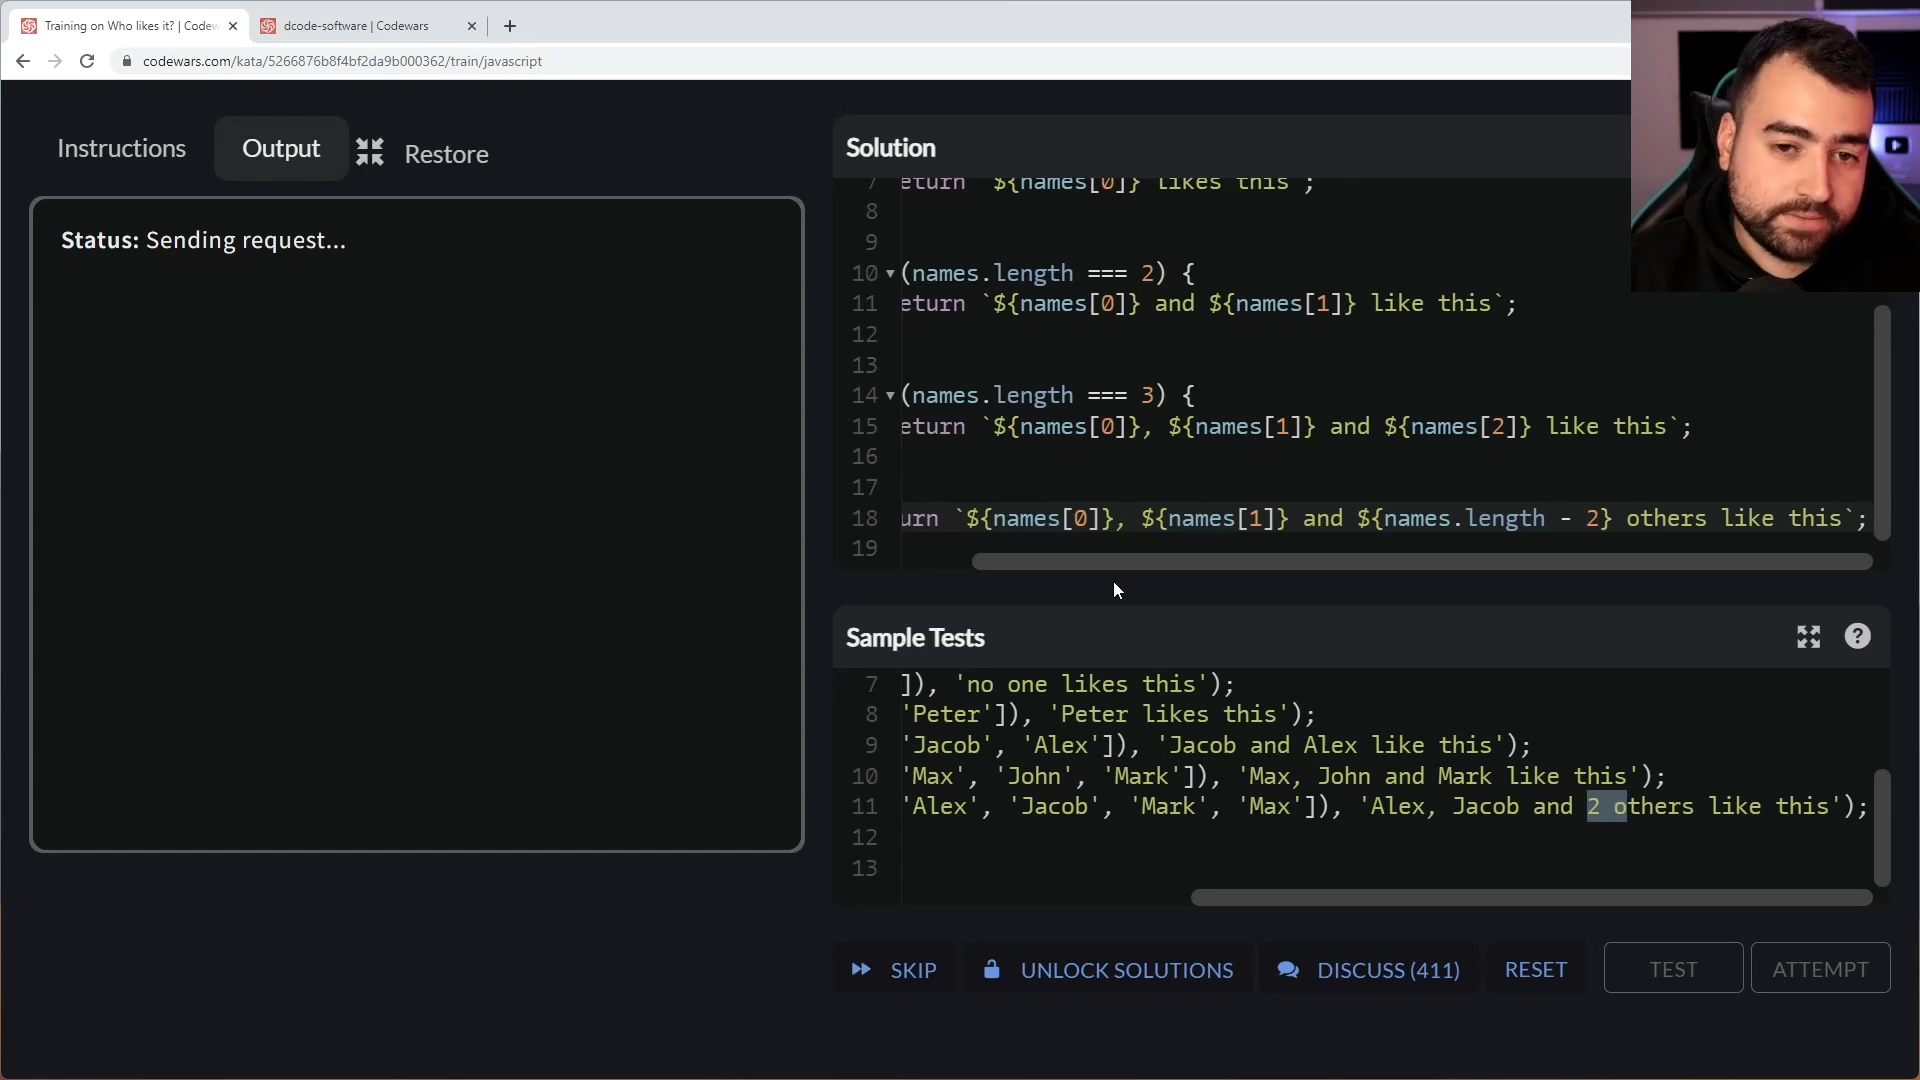 Training on Who likes it? | Codew
dcode-software | Codewars
codewars.com/kata/5266876b8f4bf2da9b000362/train/javascript
Instructions
Output
Restore
Status: Sending request...
Solution
7 eturn `${names[0]} likes this`;
8
9
10 (names.length === 2) {
11 eturn `${names[0]} and ${names[1]} like this`;
12
13
14 (names.length === 3) {
15 eturn `${names[0]}, ${names[1]} and ${names[2]} like this`;
16
17
18 urn `${names[0]}, ${names[1]} and ${names.length - 2} others like this`;
19
Sample Tests
7 ]), 'no one likes this');
8 'Peter']), 'Peter likes this');
9 'Jacob', 'Alex']), 'Jacob and Alex like this');
10 'Max', 'John', 'Mark']), 'Max, John and Mark like this');
11 'Alex', 'Jacob', 'Mark', 'Max']), 'Alex, Jacob and 2 others like this');
12
13
SKIP
UNLOCK SOLUTIONS
DISCUSS (411)
RESET
TEST
ATTEMPT